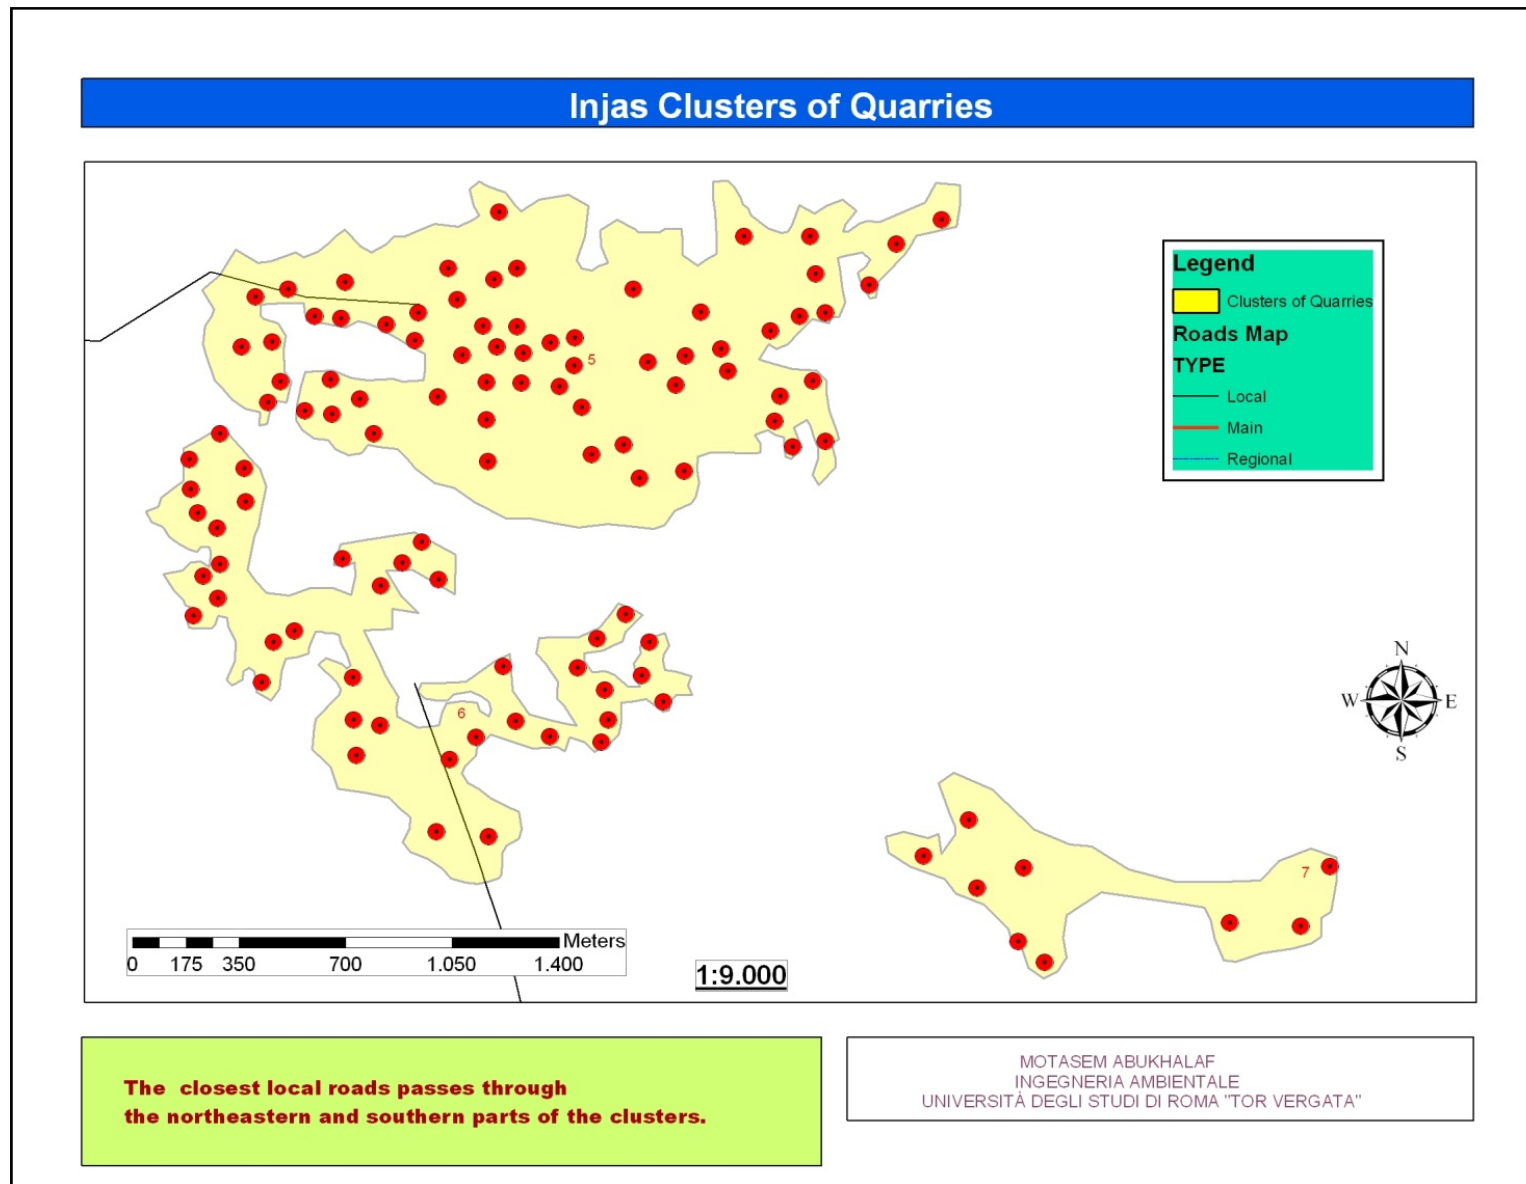 Injas Clusters of Quarries
5
Legend
Clusters of Quarries
Roads Map
TYPE
Local
Main
Regional
N
W E
S
6
7
Meters
0 175 350 700 1.050 1.400
1:9.000
The closest local roads passes through
the northeastern and southern parts of the clusters.
MOTASEM ABUKHALAF
INGEGNERIA AMBIENTALE
UNIVERSITÀ DEGLI STUDI DI ROMA "TOR VERGATA"